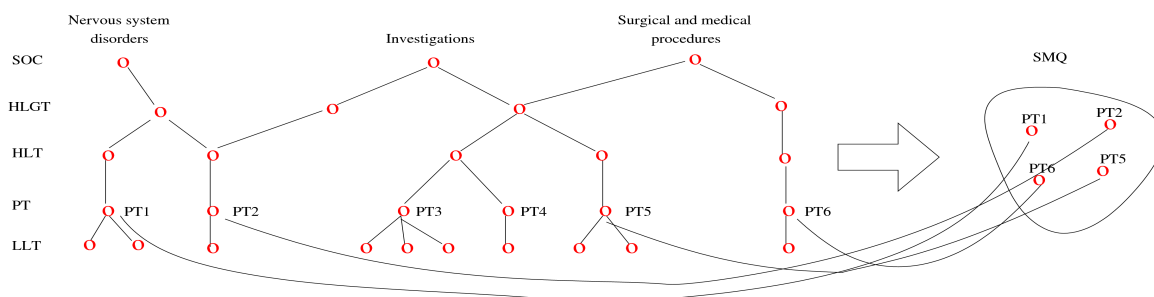 Nervous system
disorders
Investigations
Surgical and medical
procedures
SOC
SMQ
HLGT
PT1
PT2
HLT
PT5
PT6
PT
PT1
PT2
PT3
PT4
PT5
PT6
LLT